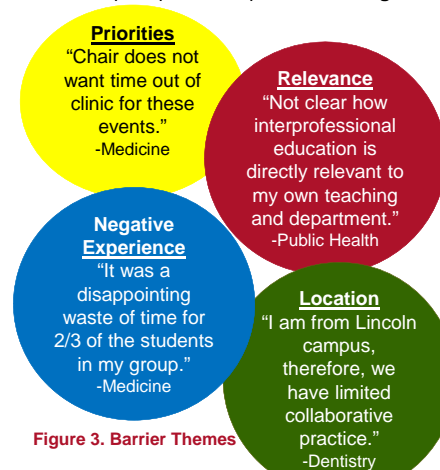 Priorities
“Chair does not
want time out of
clinic for these
events.”
-Medicine
Relevance
“Not clear how
interprofessional
education is
directly relevant to
my own teaching
and department.”
-Public Health
Negative
Experience
“It was a
disappointing
waste of time for
2/3 of the students
in my group.”
-Medicine
Location
“I am from Lincoln
campus,
therefore, we
have limited
collaborative
practice.”
-Dentistry
Figure 3. Barrier Themes